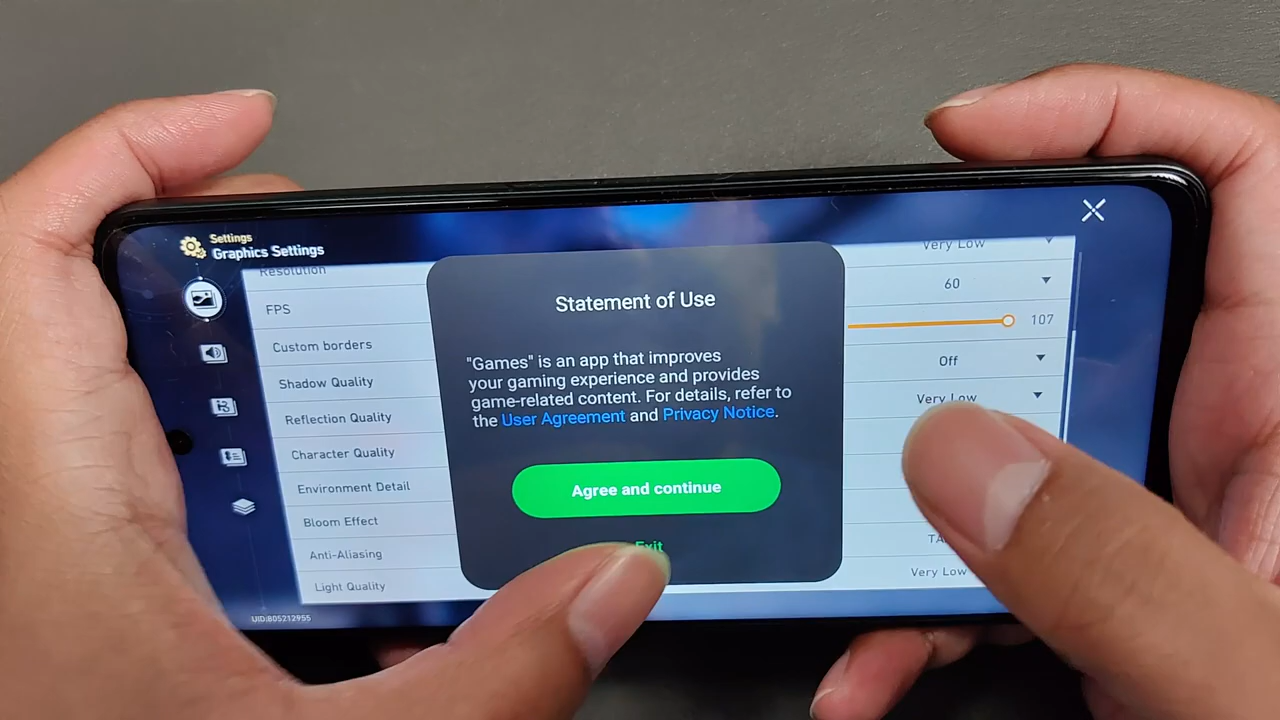 Settings
Graphics Settings
Resolution
Very Low
FPS
60
Custom borders
107
Shadow Quality
Off
Reflection Quality
Very Low
Character Quality
Environment Detail
Bloom Effect
Anti-Aliasing
Light Quality
Very Low
Statement of Use
"Games" is an app that improves
your gaming experience and provides
game-related content. For details, refer to
the User Agreement and Privacy Notice.
Agree and continue
Exit
UID:805212955